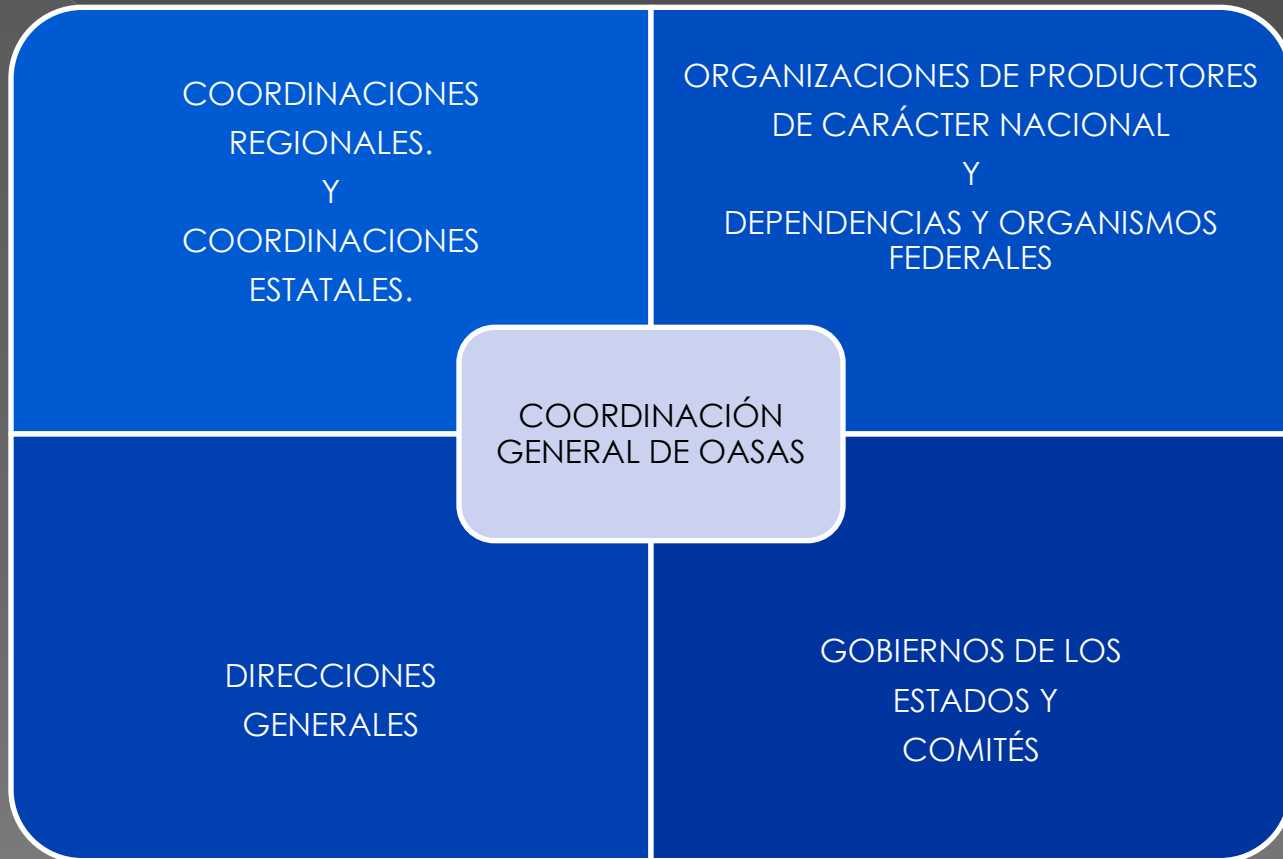 COORDINACIONES
REGIONALES.
Y
COORDINACIONES
ESTATALES.
ORGANIZACIONES DE PRODUCTORES
DE CARÁCTER NACIONAL
Y
DEPENDENCIAS Y ORGANISMOS
FEDERALES
COORDINACIÓN
GENERAL DE OASAS
DIRECCIONES
GENERALES
GOBIERNOS DE LOS
ESTADOS Y
COMITÉS